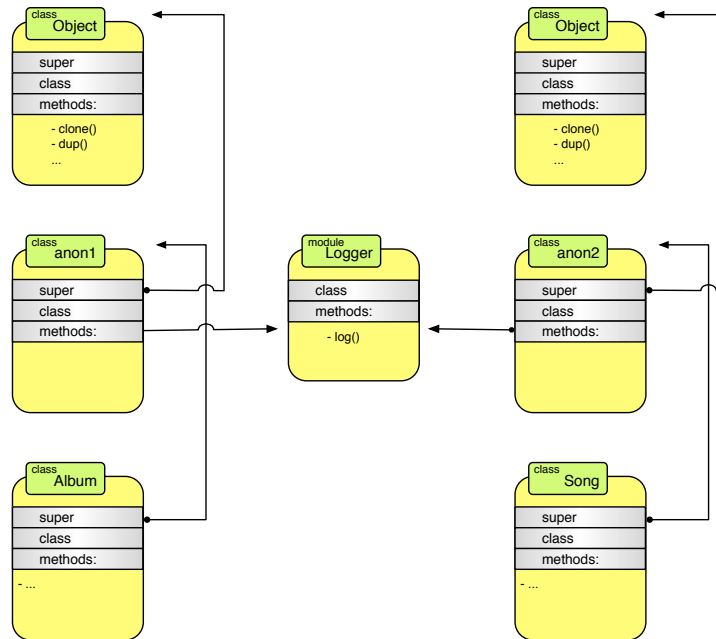 class
Object
super
class
methods:
- clone()
- dup()
...
class
Object
super
class
methods:
- clone()
- dup()
...
class
anon1
super
class
methods:
module
Logger
class
methods:
- log()
class
anon2
super
class
methods:
class
Album
super
class
methods:
- ...
class
Song
super
class
methods:
- ...